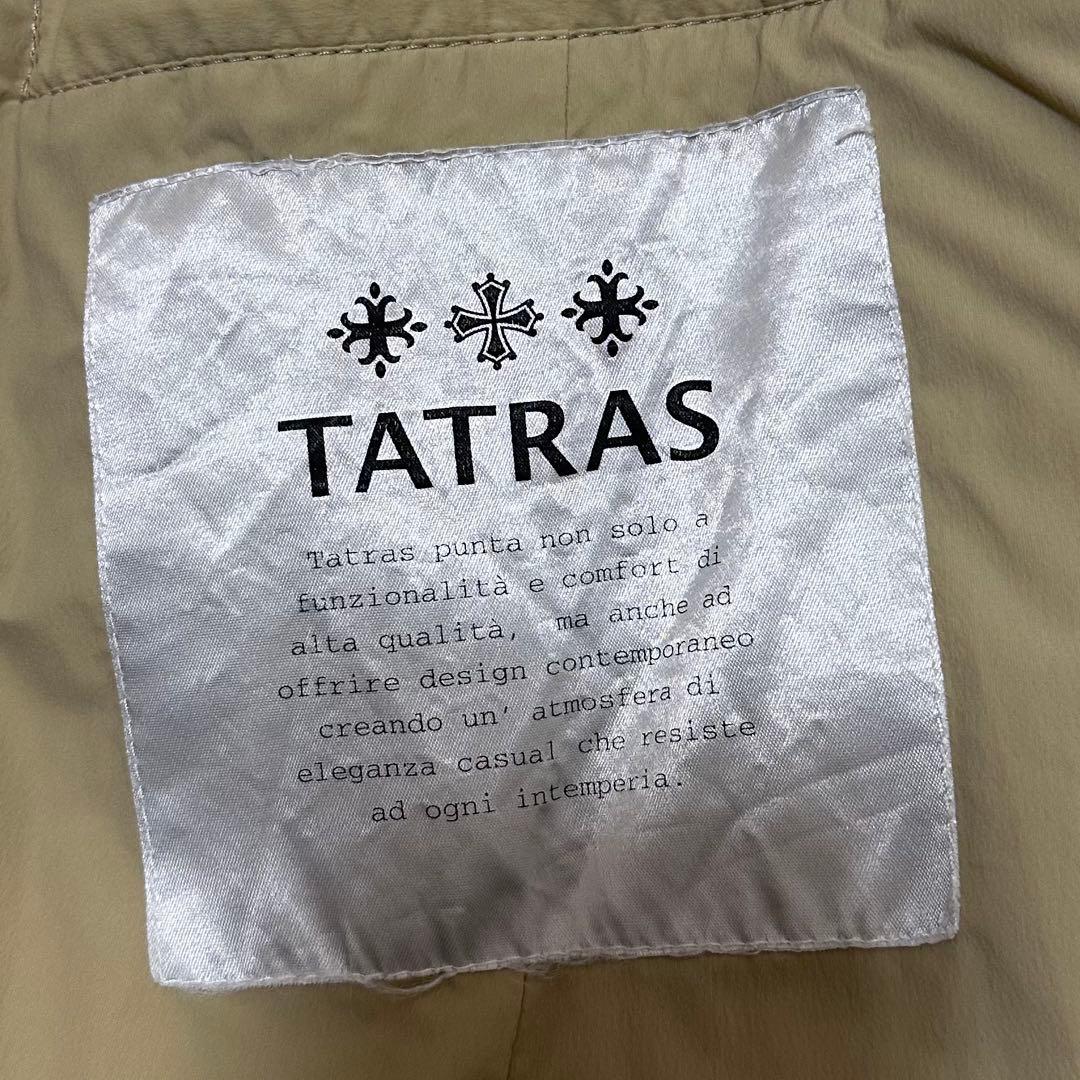 TATRAS
Tatras punta non solo a
funzionalità e comfort di
alta qualità, ma anche ad
offrire design contemporaneo
creando un' atmosfera di
eleganza casual che resiste
ad ogni intemperia.